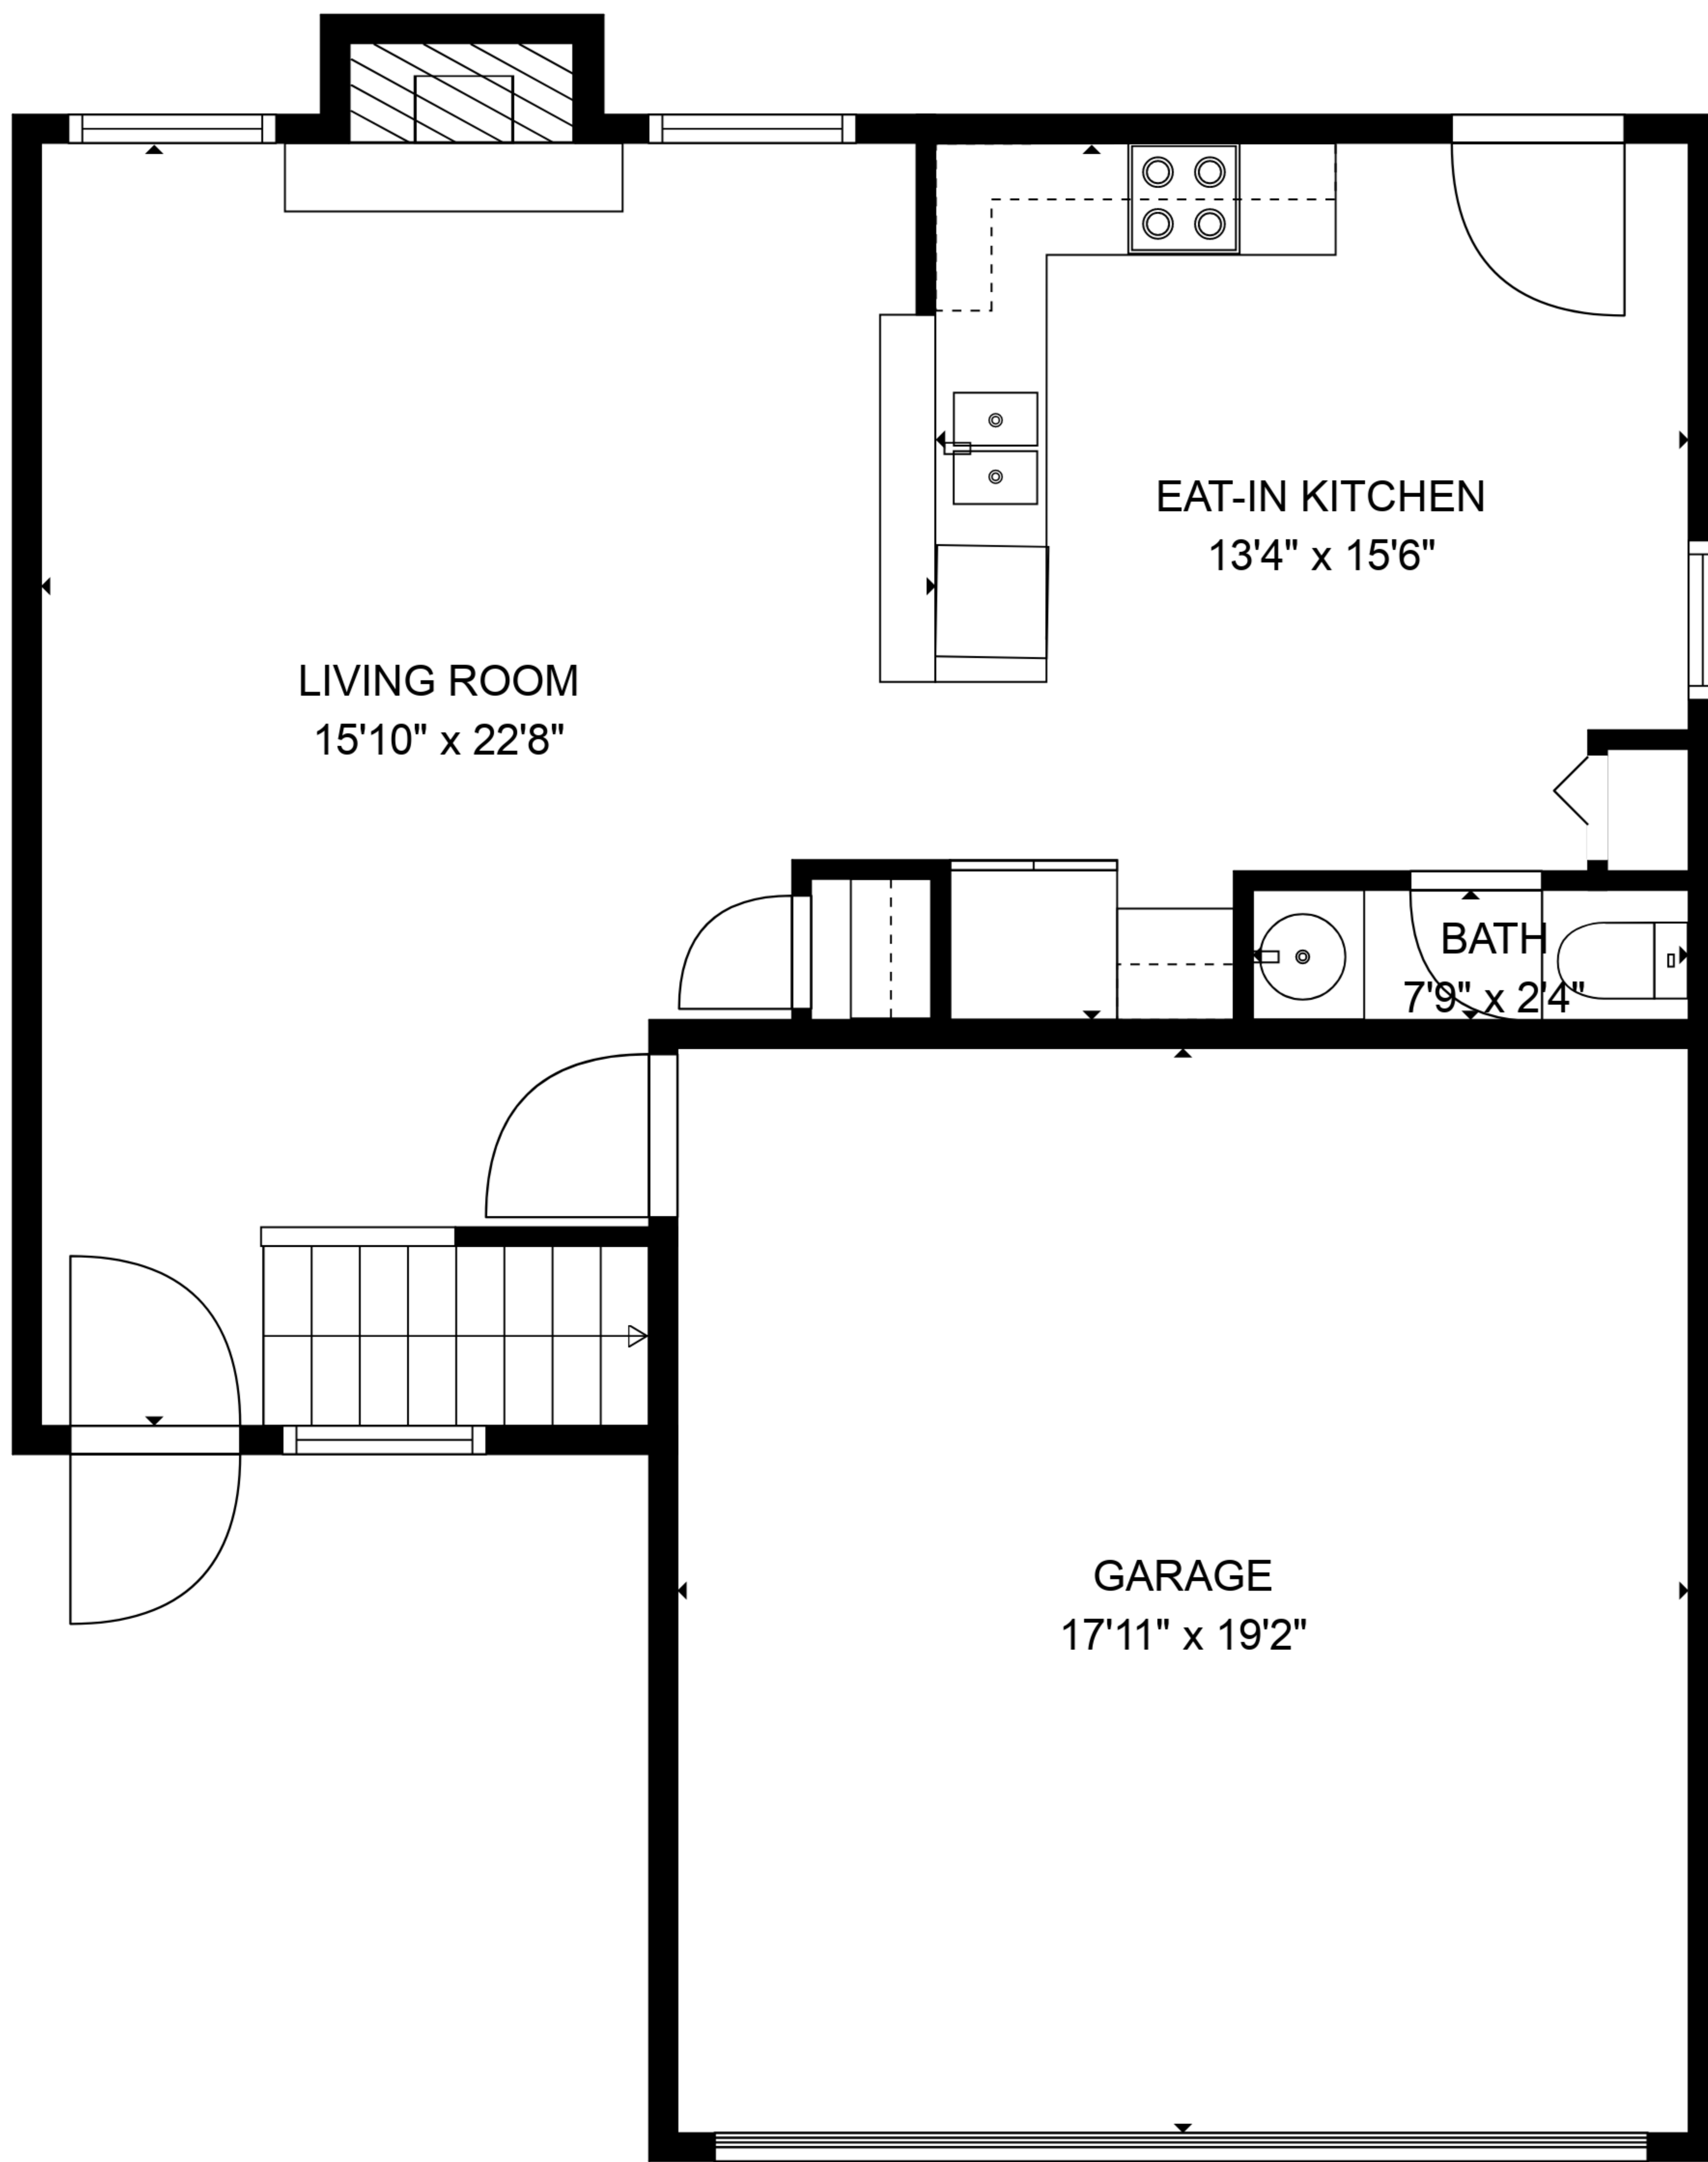 EAT-IN KITCHEN
13'4" x 15'6"
LIVING ROOM
15'10" x 22'8"
BATH
7'9" x 2'4"
GARAGE
17'11" x 19'2"